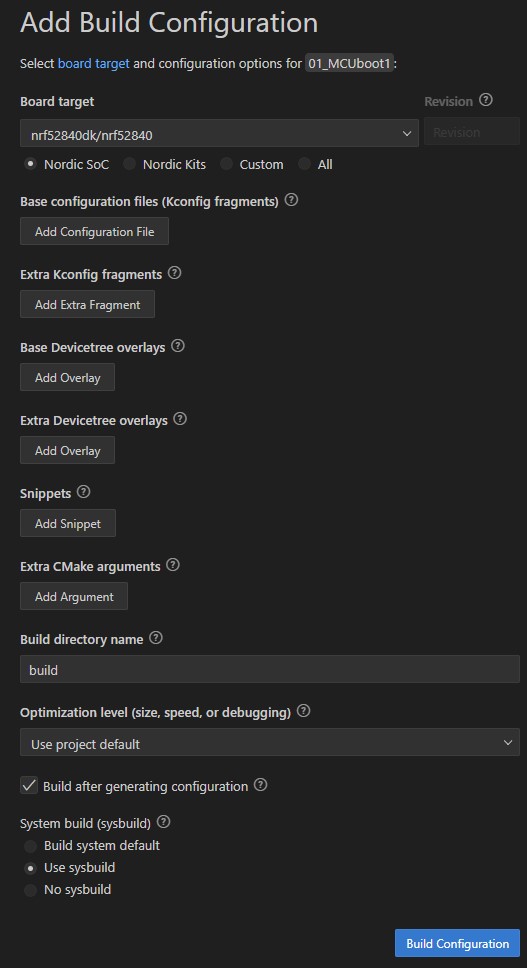 Add Build Configuration
Select board target and configuration options for 01_MCUboot1:
Board target
Revision
nrf52840dk/nrf52840
Revision
Nordic SoC Nordic Kits Custom All
Base configuration files (Kconfig fragments)
Add Configuration File
Extra Kconfig fragments
Add Extra Fragment
Base Devicetree overlays
Add Overlay
Extra Devicetree overlays
Add Overlay
Snippets
Add Snippet
Extra CMake arguments
Add Argument
Build directory name
build
Optimization level (size, speed, or debugging)
Use project default
Build after generating configuration
System build (sysbuild)
Build system default
Use sysbuild
No sysbuild
Build Configuration